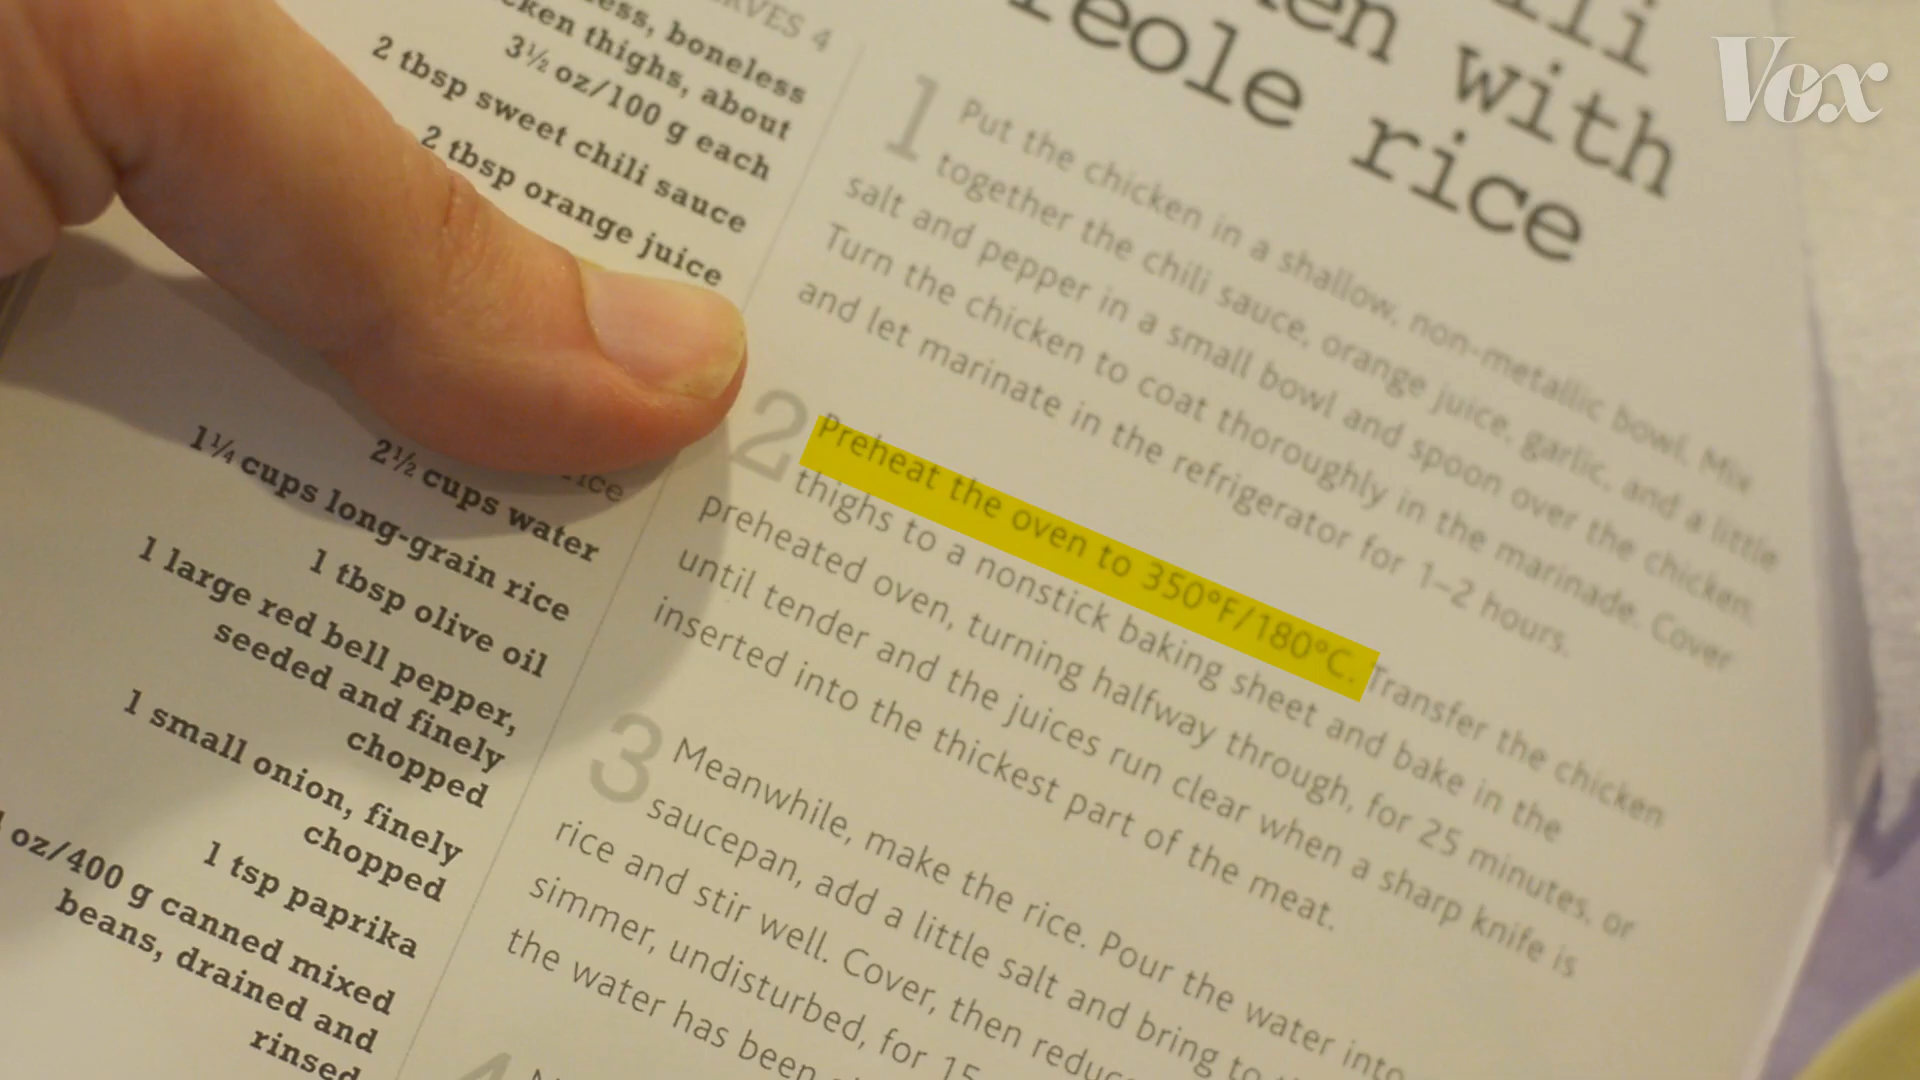 SERVES 4
boneless
thighs, about
3½ oz/100 g each
2 tbsp sweet chili sauce
2 tbsp orange juice
rice
2½ cups water
1¼ cups long-grain rice
1 tbsp olive oil
1 large red bell pepper,
seeded and finely
chopped
1 small onion, finely
chopped
1 tsp paprika
oz/400 g canned mixed
beans, drained and
rinsed
with
rice
1 Put the chicken in a shallow, non-metallic bowl. Mix
together the chili sauce, orange juice, garlic, and a little
salt and pepper in a small bowl and spoon over the chicken.
Turn the chicken to coat thoroughly in the marinade. Cover
and let marinate in the refrigerator for 1–2 hours.
2 Preheat the oven to 350°F/180°C. Transfer the chicken
thighs to a nonstick baking sheet and bake in the
preheated oven, turning halfway through, for 25 minutes, or
until tender and the juices run clear when a sharp knife is
inserted into the thickest part of the meat.
3 Meanwhile, make the rice. Pour the water into
saucepan, add a little salt and bring to
rice and stir well. Cover, then reduce
simmer, undisturbed, for 15
the water has been
4
Vox